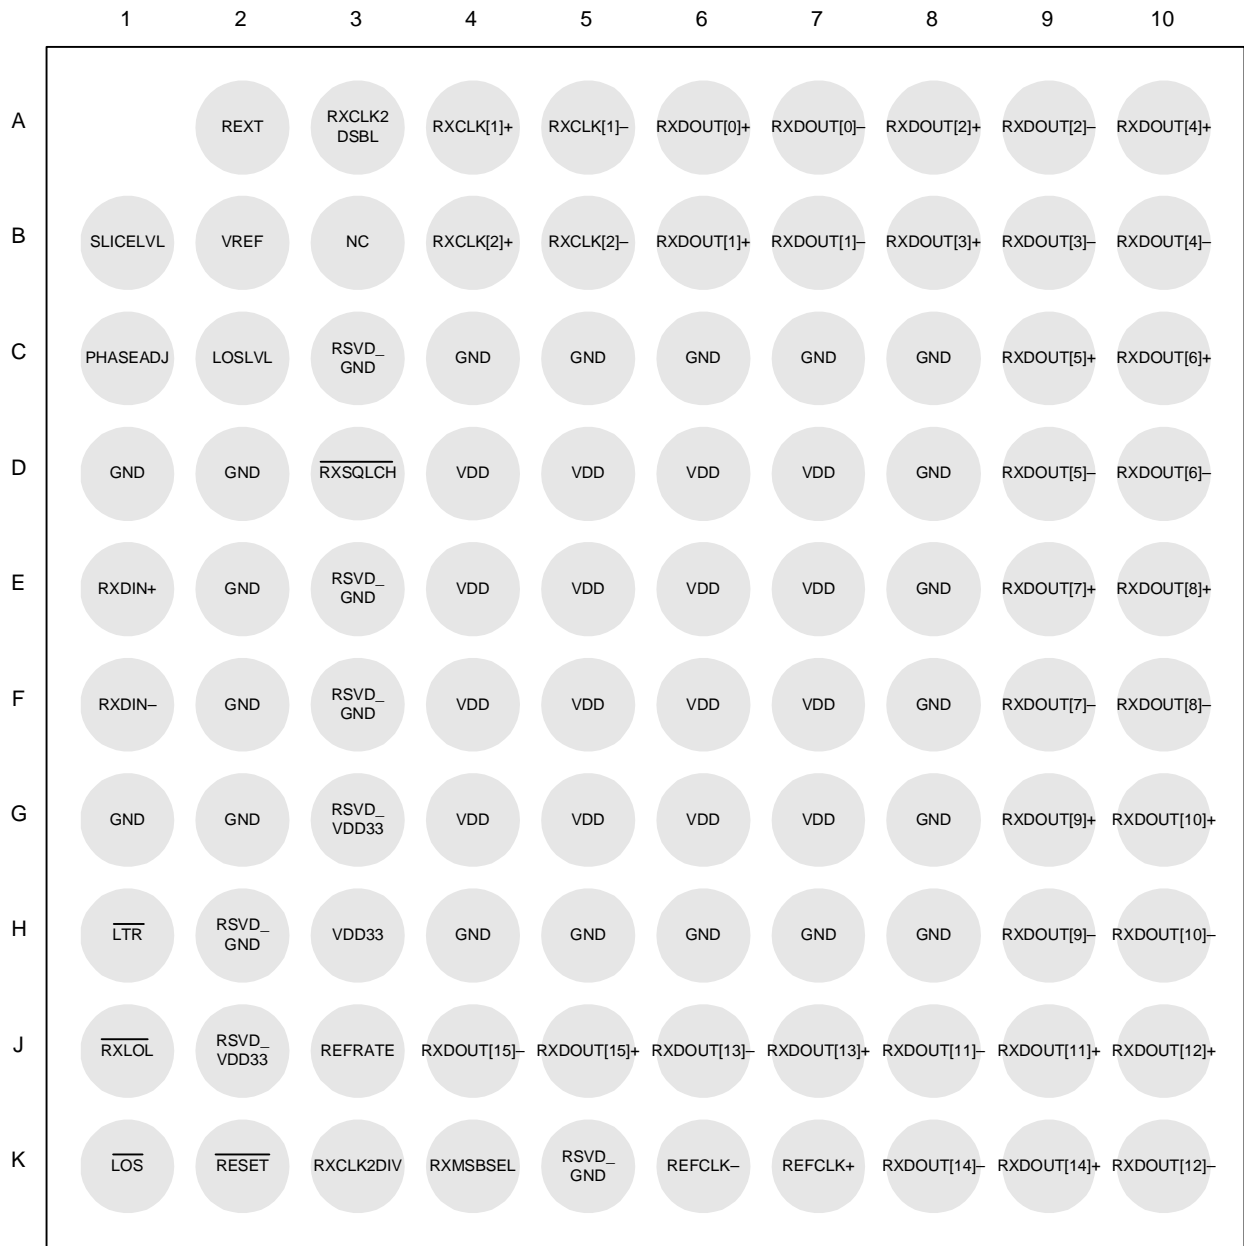 1 2 3 4 5 6 7 8 9 10
A REXT RXCLK2 DSBL RXCLK[1]+ RXCLK[1]– RXDOUT[0]+ RXDOUT[0]– RXDOUT[2]+ RXDOUT[2]– RXDOUT[4]+
B SLICELVL VREF NC RXCLK[2]+ RXCLK[2]– RXDOUT[1]+ RXDOUT[1]– RXDOUT[3]+ RXDOUT[3]– RXDOUT[4]–
C PHASEADJ LOSLVL RSVD_ GND GND GND GND GND GND RXDOUT[5]+ RXDOUT[6]+
D GND GND RXSQLCH VDD VDD VDD VDD GND RXDOUT[5]– RXDOUT[6]–
E RXDIN+ GND RSVD_ GND VDD VDD VDD VDD GND RXDOUT[7]+ RXDOUT[8]+
F RXDIN– GND RSVD_ GND VDD VDD VDD VDD GND RXDOUT[7]– RXDOUT[8]–
G GND GND RSVD_ VDD33 VDD VDD VDD VDD GND RXDOUT[9]+ RXDOUT[10]+
H LTR RSVD_ GND VDD33 GND GND GND GND GND RXDOUT[9]– RXDOUT[10]–
J RXLOL RSVD_ VDD33 REFRATE RXDOUT[15]– RXDOUT[15]+ RXDOUT[13]– RXDOUT[13]+ RXDOUT[11]– RXDOUT[11]+ RXDOUT[12]+
K LOS RESET RXCLK2DIV RXMSBSEL RSVD_ GND REFCLK– REFCLK+ RXDOUT[14]– RXDOUT[14]+ RXDOUT[12]–